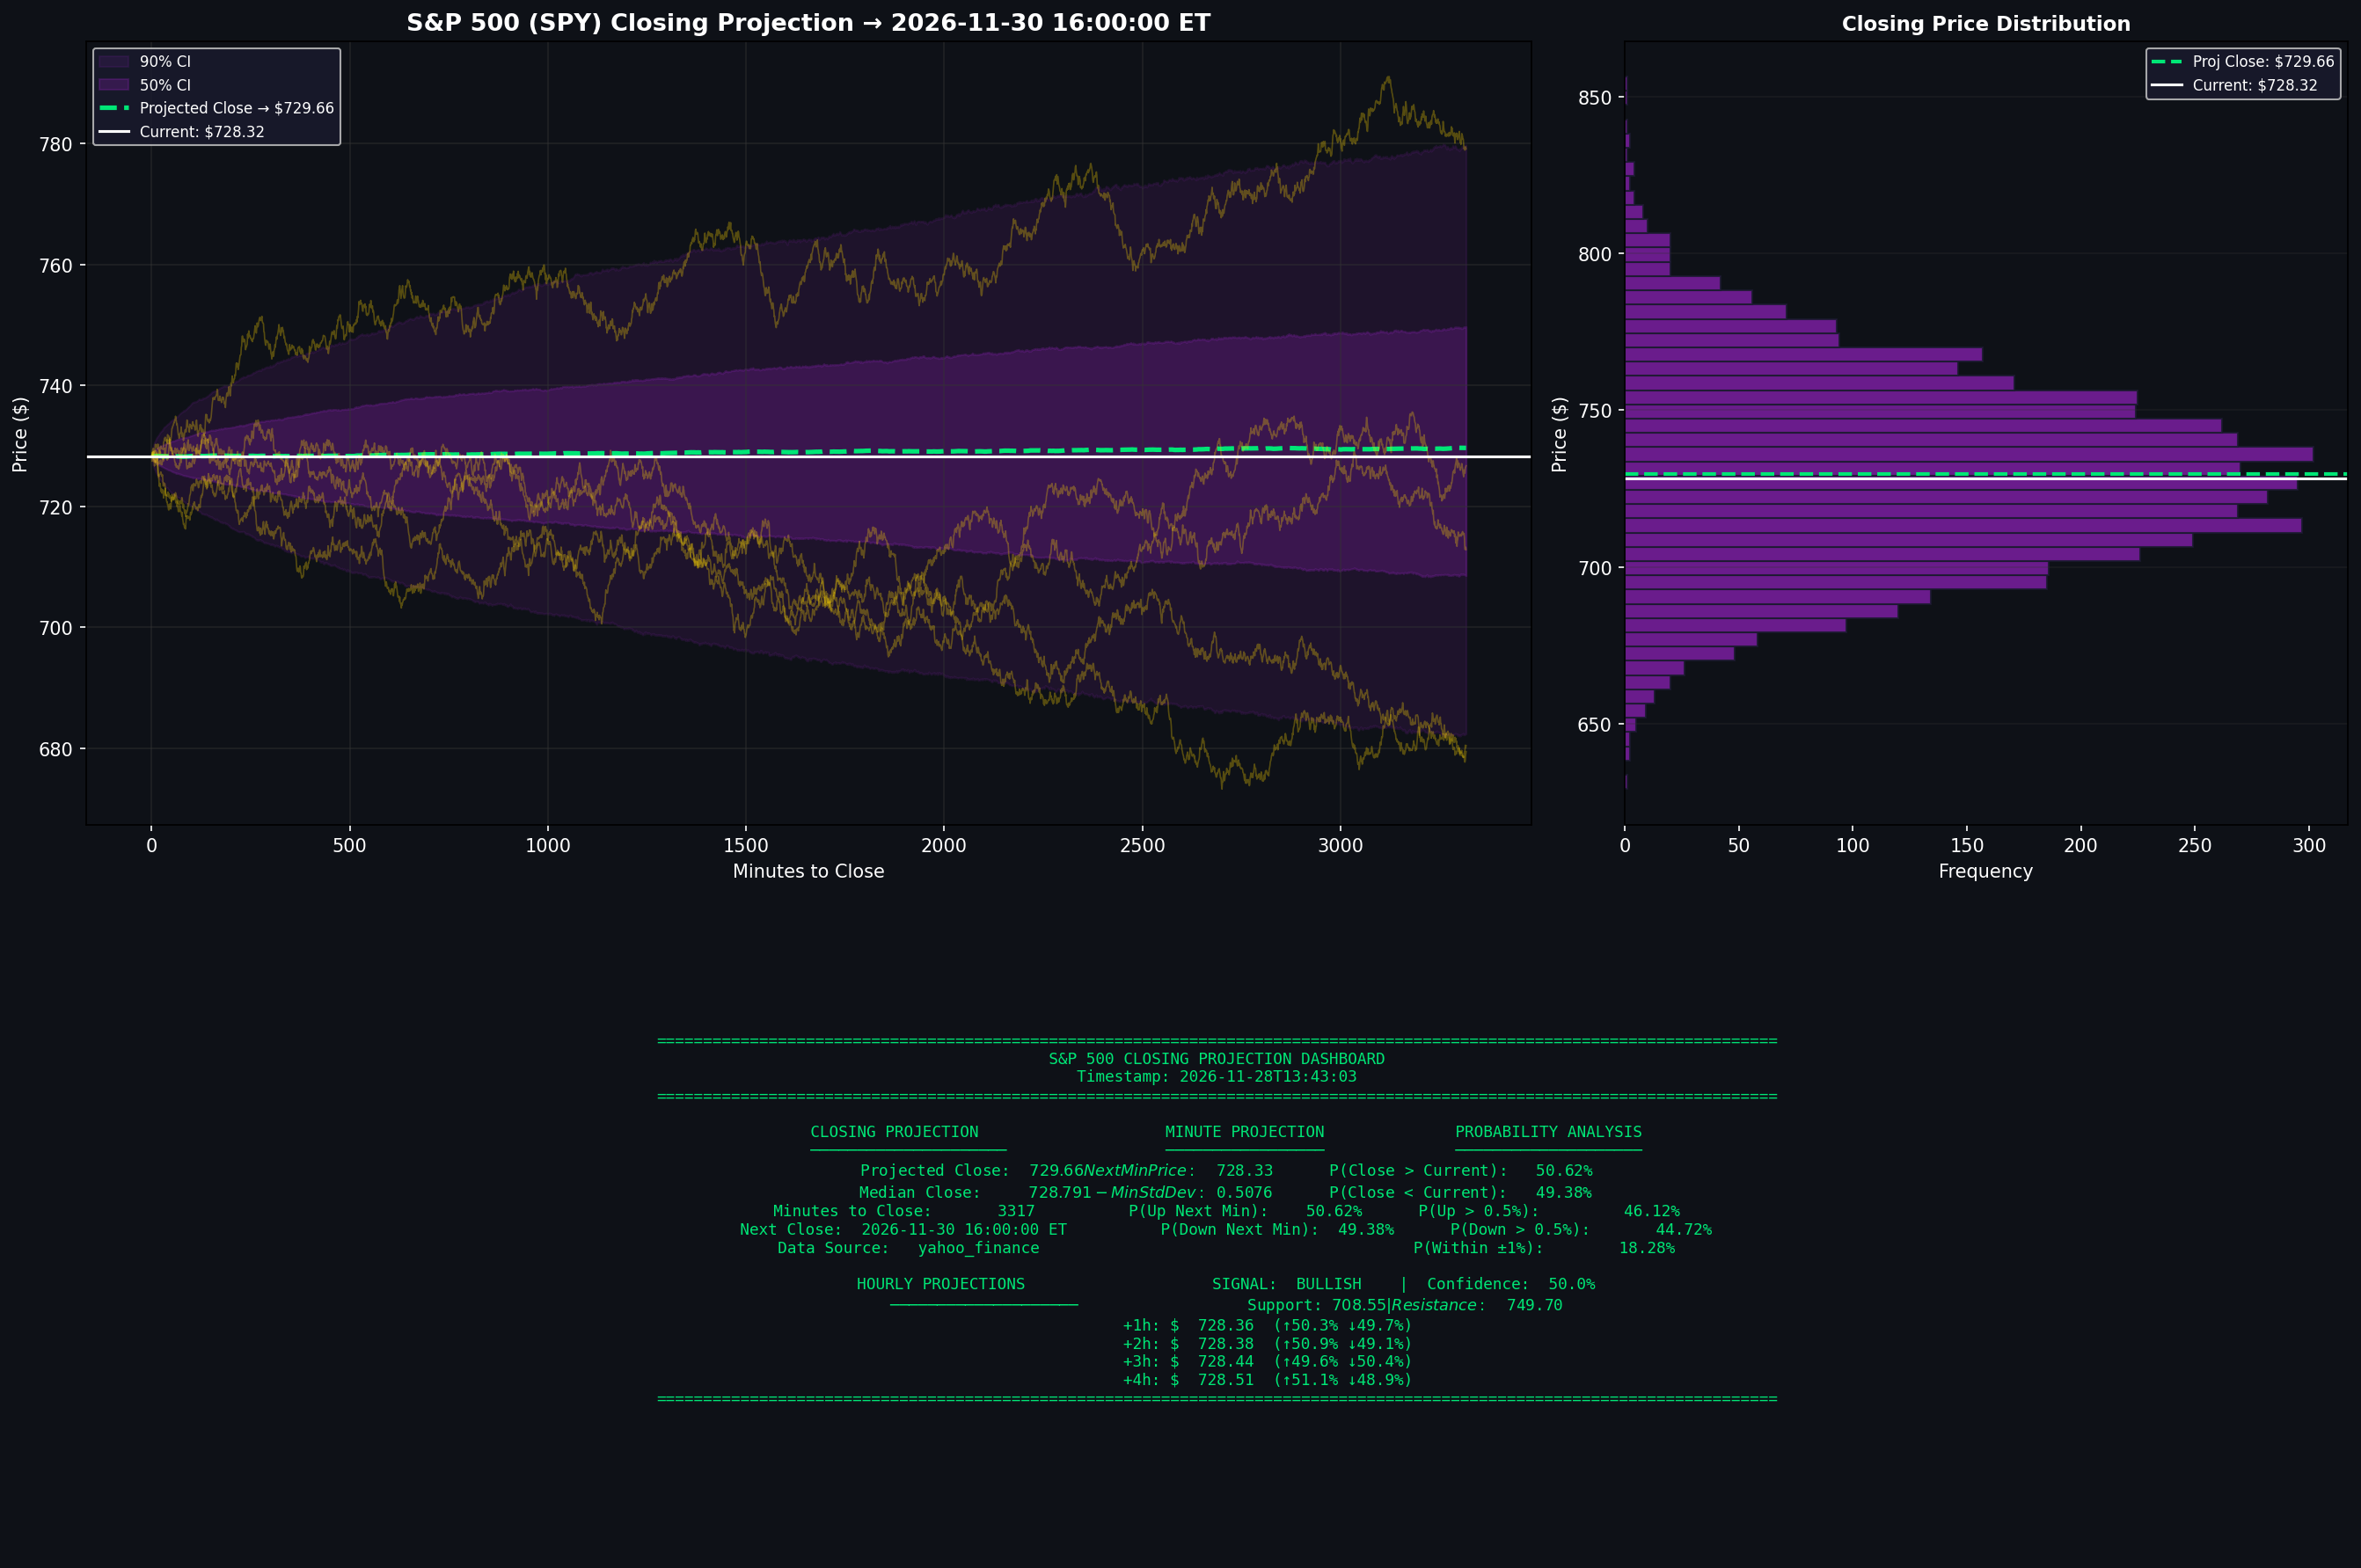 S&P 500 (SPY) Closing Projection → 2026-11-30 16:00:00 ET
90% CI
50% CI
Projected Close → $729.66
Current: $728.32
Price ($)
780
760
740
720
700
680
0 500 1000 1500 2000 2500 3000
Minutes to Close
Closing Price Distribution
Proj Close: $729.66
Current: $728.32
Price ($)
850
800
750
700
650
0 50 100 150 200 250 300
Frequency
========================================================================================================================
S&P 500 CLOSING PROJECTION DASHBOARD
Timestamp: 2026-11-28T13:43:03
========================================================================================================================
CLOSING PROJECTION MINUTE PROJECTION PROBABILITY ANALYSIS
───────────────────── ───────────────── ────────────────────
Projected Close: 729.66NextMinPrice: 728.33 P(Close > Current): 50.62%
Median Close: 728.791−MinStdDev: 0.5076 P(Close < Current): 49.38%
Minutes to Close: 3317 P(Up Next Min): 50.62% P(Up > 0.5%): 46.12%
Next Close: 2026-11-30 16:00:00 ET P(Down Next Min): 49.38% P(Down > 0.5%): 44.72%
Data Source: yahoo_finance P(Within ±1%): 18.28%
HOURLY PROJECTIONS SIGNAL: BULLISH | Confidence: 50.0%
──────────────────── Support: 708.55|Resistance: 749.70
+1h: $ 728.36 (↑50.3% ↓49.7%)
+2h: $ 728.38 (↑50.9% ↓49.1%)
+3h: $ 728.44 (↑49.6% ↓50.4%)
+4h: $ 728.51 (↑51.1% ↓48.9%)
========================================================================================================================